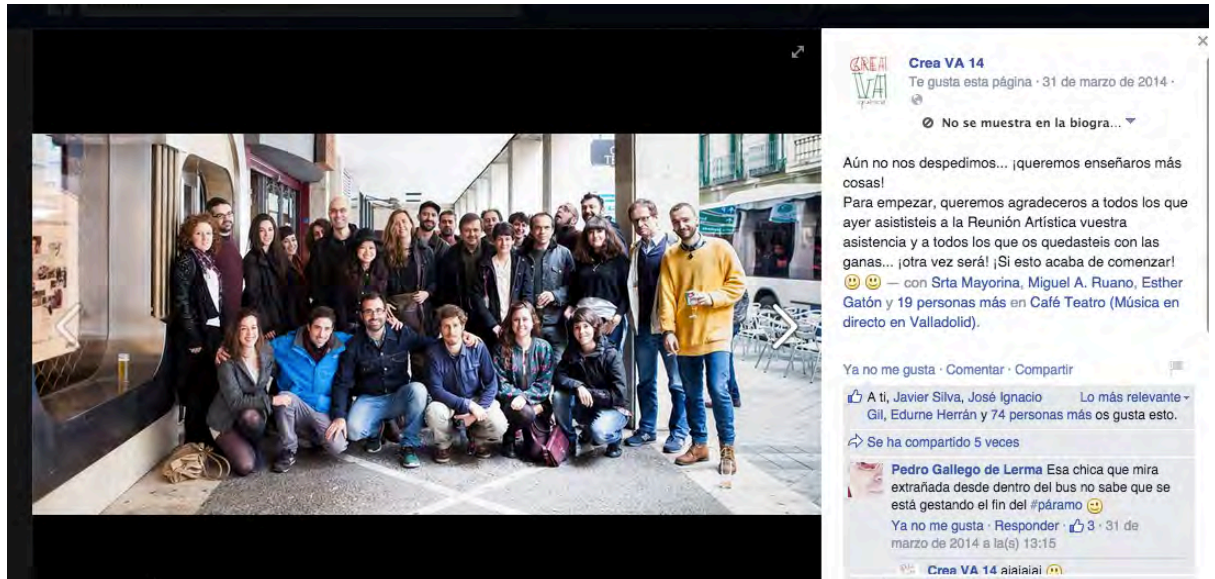 CREA
VA
Crea VA 14
Te gusta esta página · 31 de marzo de 2014 ·
No se muestra en la biogra...
Aún no nos despedimos... ¡queremos enseñaros más
cosas!
Para empezar, queremos agradeceros a todos los que
ayer asististeis a la Reunión Artística vuestra
asistencia y a todos los que os quedasteis con las
ganas... ¡otra vez será! ¡Si esto acaba de comenzar!
— con Srta Mayorina, Miguel A. Ruano, Esther
Gatón y 19 personas más en Café Teatro (Música en
directo en Valladolid).
Ya no me gusta · Comentar · Compartir
A ti, Javier Silva, José Ignacio Lo más relevante
Gil, Edurne Herrán y 74 personas más os gusta esto.
Se ha compartido 5 veces
Pedro Gallego de Lerma Esa chica que mira
extrañada desde dentro del bus no sabe que se
está gestando el fin del #páramo
Ya no me gusta · Responder · 3 · 31 de
marzo de 2014 a la(s) 13:15
Crea VA 14 ajajajaj